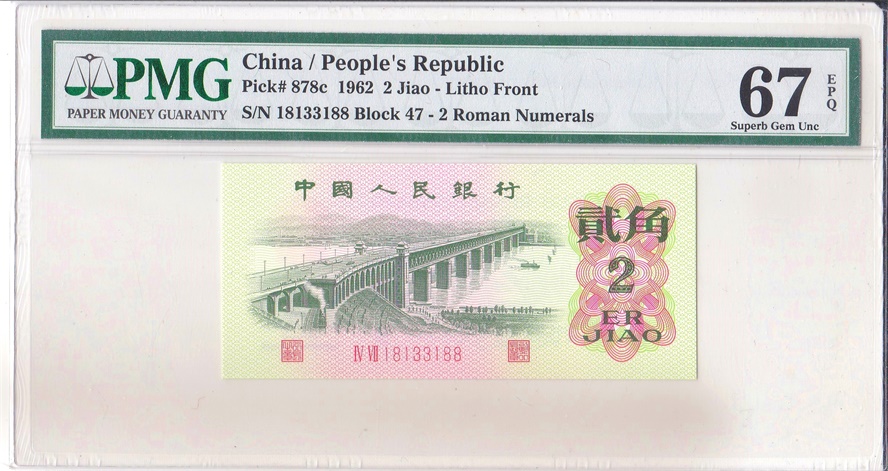 PMG
PAPER MONEY GUARANTY
China / People's Republic
Pick# 878c 1962 2 Jiao - Litho Front
S/N 18133188 Block 47 - 2 Roman Numerals
67
EPQ
Superb Gem Unc
中國人民銀行
貳角
2
ER
JIAO
IV VII 18133188